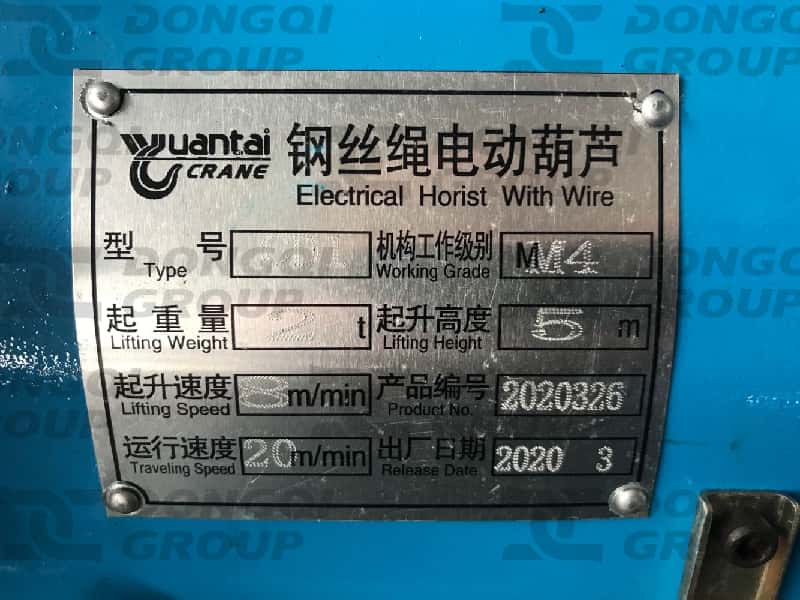 DONGQI GROUP
Yuantai CRANE
钢丝绳电动葫芦
Electrical Horist With Wire
型号 Type
机构工作级别 Working Grade M M4
起重量 Lifting Weight 2 t
起升高度 Lifting Height 5 m
起升速度 Lifting Speed 8 m/min
产品编号 Product No. 2020326
运行速度 Traveling Speed 20 m/min
出厂日期 Release Date 2020 3